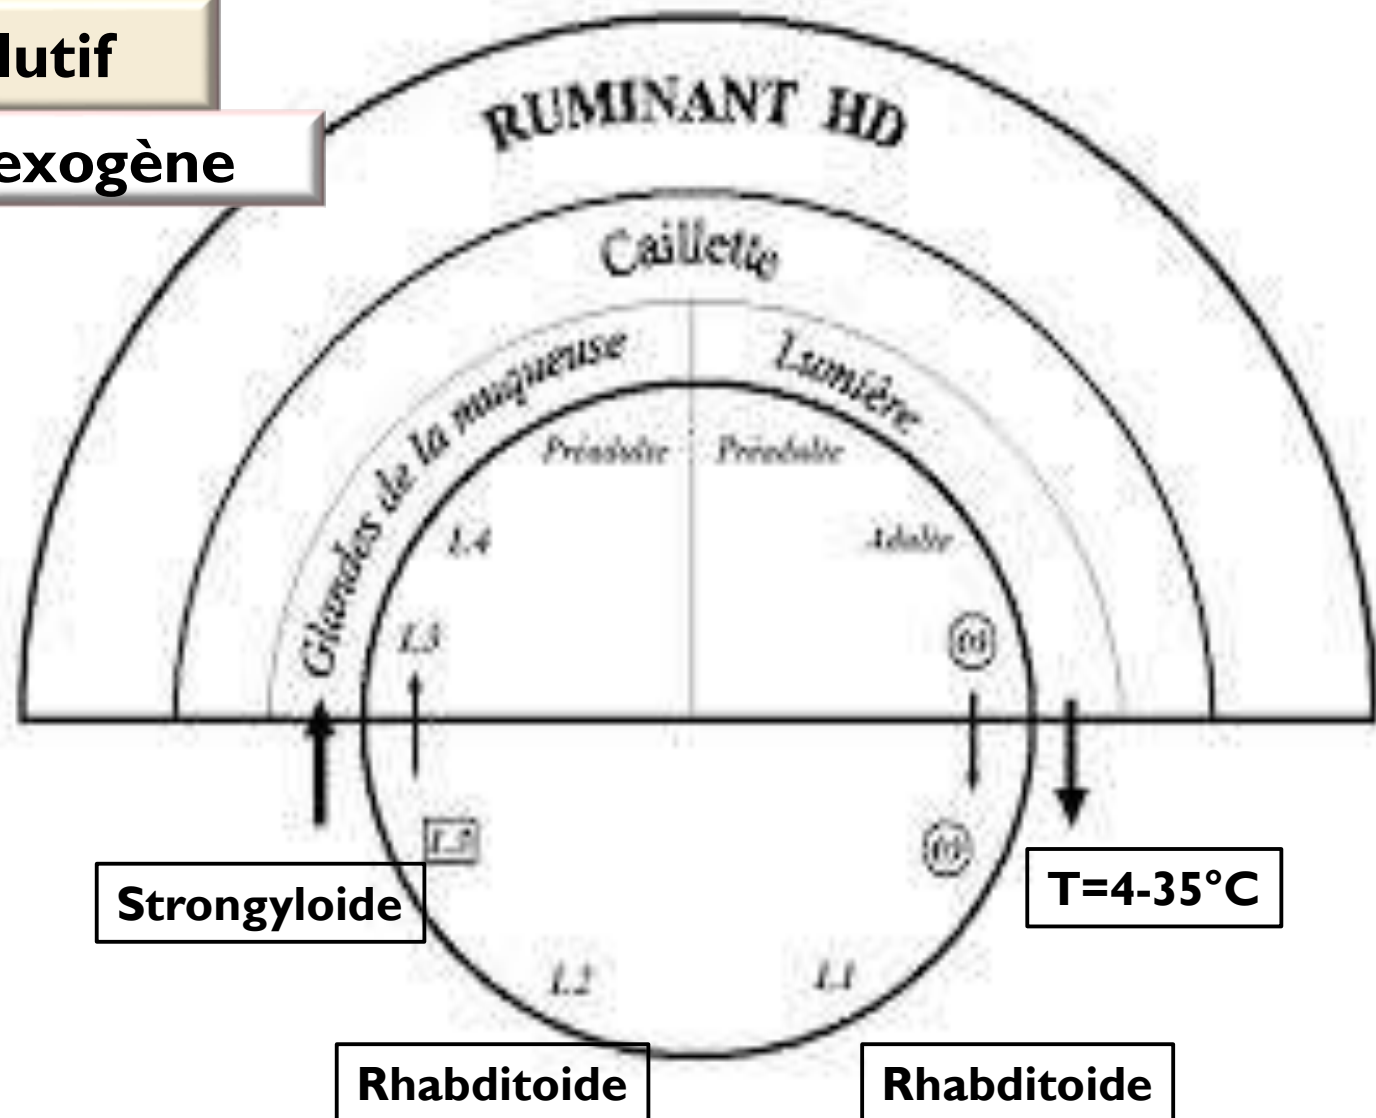 lutif
exogène
RUMINANT HD
Caillette
Glandes de la muqueuse
Lumière
Préadulte
Préadulte
L4
Adulte
L3
L3
Strongyloide
T=4-35°C
L2
L1
Rhabditoide
Rhabditoide